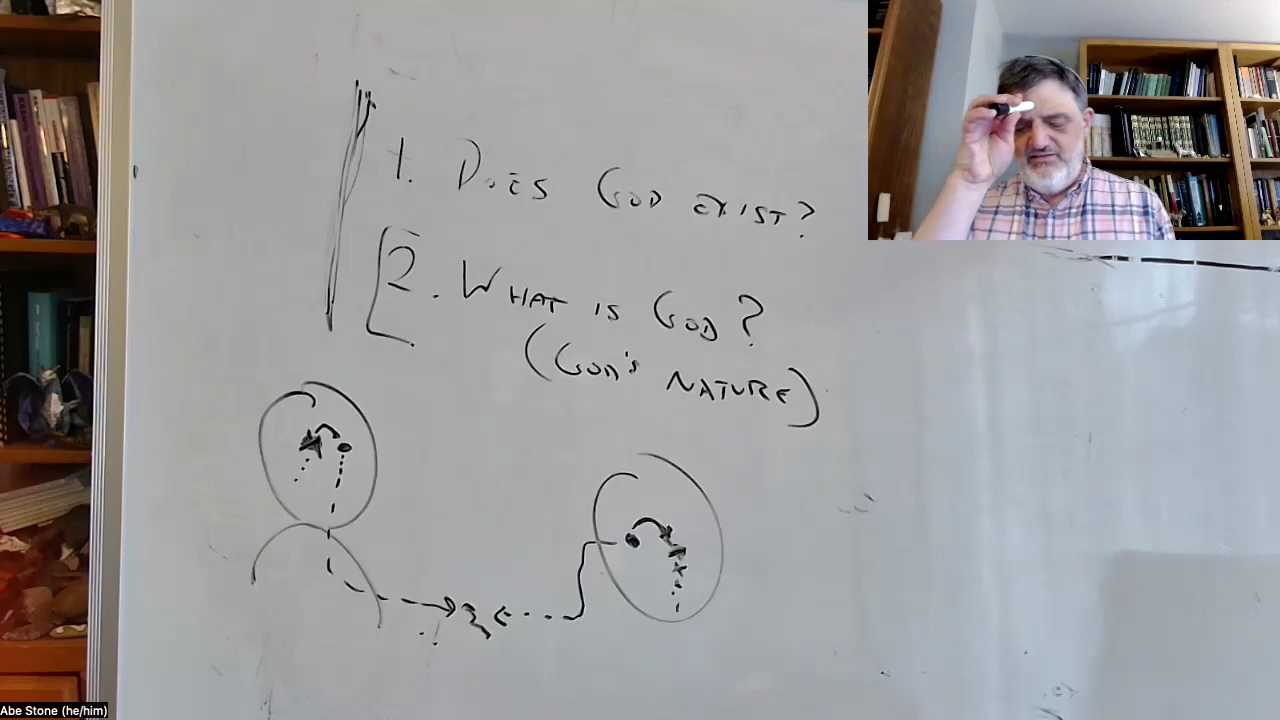 1. DOES GOD EXIST?
2. WHAT IS GOD?
(GOD'S NATURE)
Abe Stone (he/him)